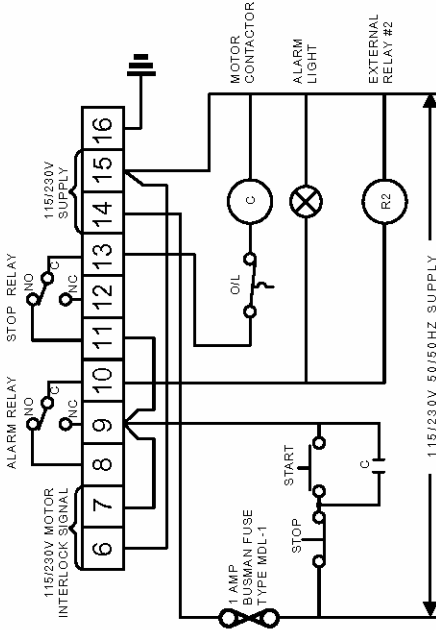 115/230V MOTOR
INTERLOCK SIGNAL
ALARM RELAY
STOP RELAY
115/230V
SUPPLY
NO
C
NC
NO
C
NC
6
7
8
9
10
11
12
13
14
15
16
1 AMP
BUSMAN FUSE
TYPE MDL-1
STOP
START
C
O/L
C
R2
MOTOR
CONTACTOR
ALARM
LIGHT
EXTERNAL
RELAY #2
115/230V 50/50HZ SUPPLY